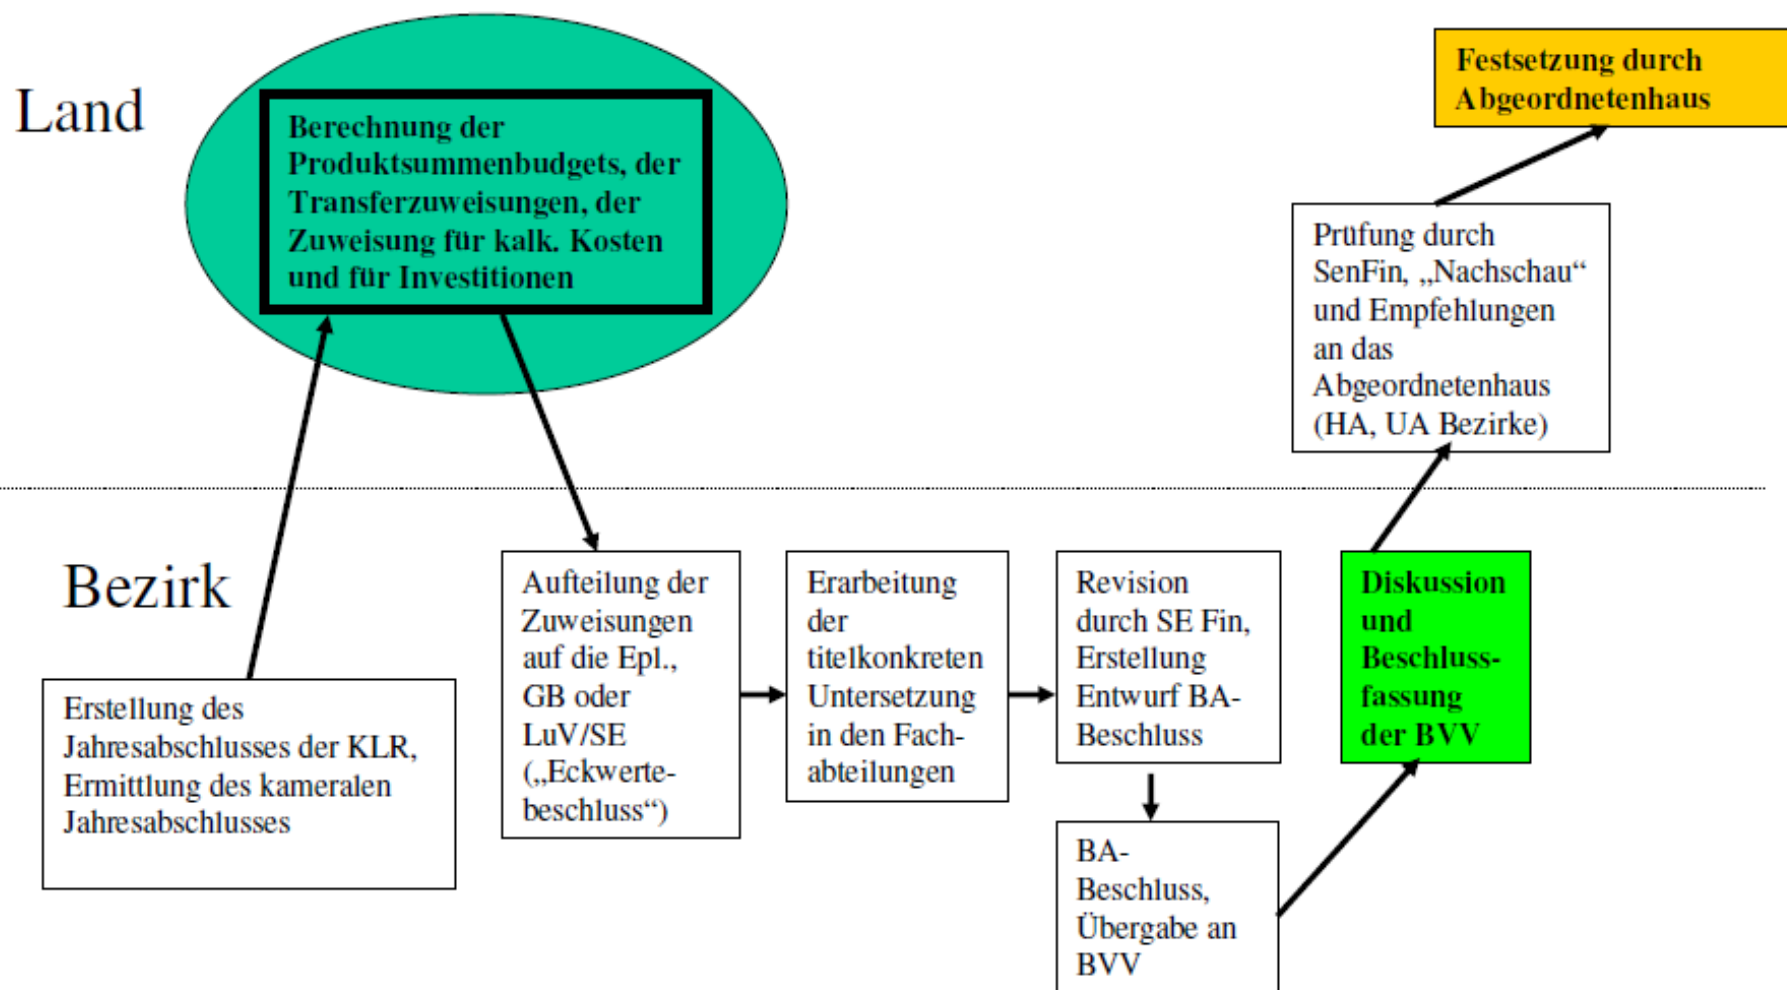 Land
Berechnung der
Produktsummenbudgets, der
Transferzuweisungen, der
Zuweisung für kalk. Kosten
und für Investitionen
Festsetzung durch
Abgeordnetenhaus
Prüfung durch
SenFin, „Nachschau“
und Empfehlungen
an das
Abgeordnetenhaus
(HA, UA Bezirke)
Bezirk
Erstellung des
Jahresabschlusses der KLR,
Ermittlung des kameralen
Jahresabschlusses
Aufteilung der
Zuweisungen
auf die Epl.,
GB oder
LuV/SE
(„Eckwerte-
beschluss“)
Erarbeitung
der
titelkonkreten
Untersetzung
in den Fach-
abteilungen
Revision
durch SE Fin,
Erstellung
Entwurf BA-
Beschluss
BA-
Beschluss,
Übergabe an
BVV
Diskussion
und
Beschluss-
fassung
der BVV